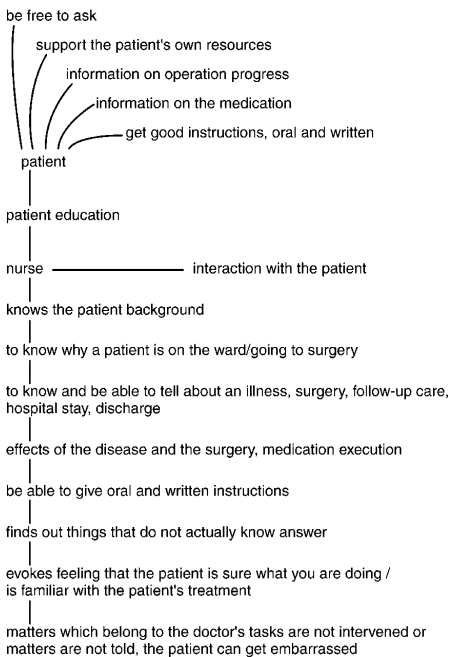 be free to ask
support the patient's own resources
information on operation progress
information on the medication
get good instructions, oral and written
patient
patient education
nurse
interaction with the patient
knows the patient background
to know why a patient is on the ward/going to surgery
to know and be able to tell about an illness, surgery, follow-up care,
hospital stay, discharge
effects of the disease and the surgery, medication execution
be able to give oral and written instructions
finds out things that do not actually know answer
evokes feeling that the patient is sure what you are doing /
is familiar with the patient's treatment
matters which belong to the doctor's tasks are not intervened or
matters are not told, the patient can get embarrassed